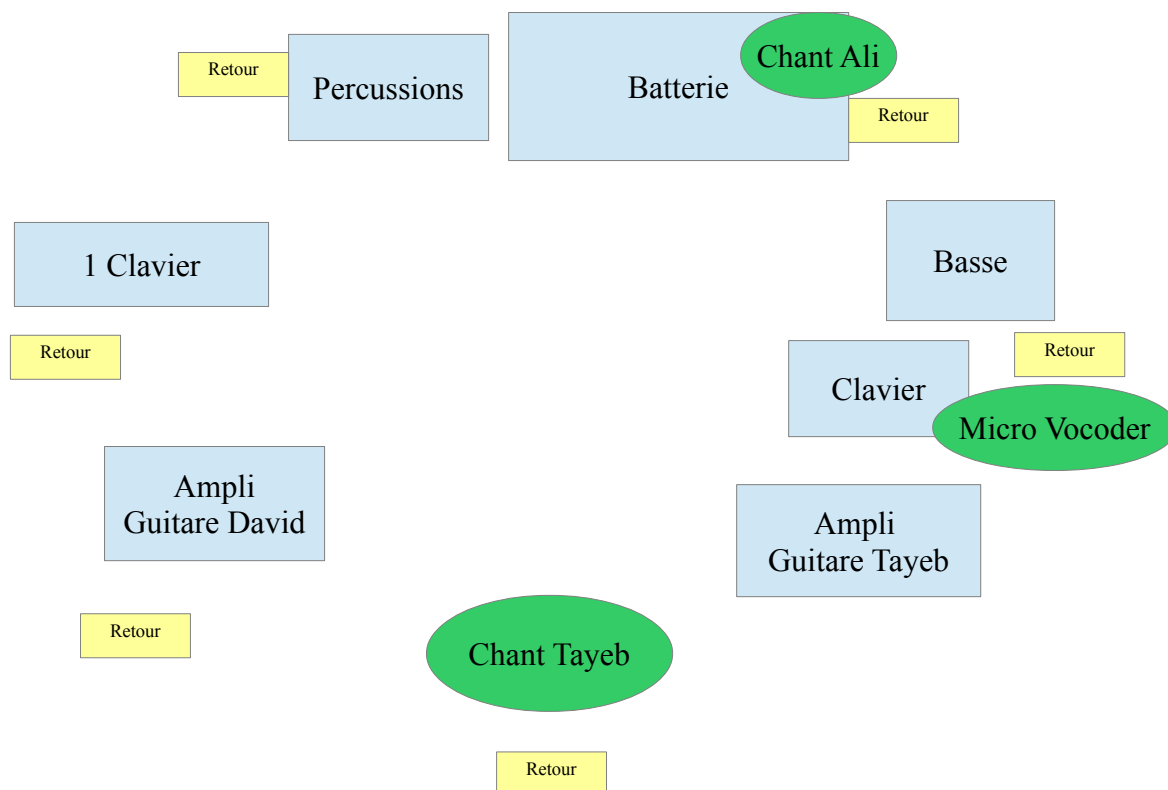 Chant Ali
Retour
Percussions
Batterie
Retour
1 Clavier
Basse
Retour
Retour
Clavier
Micro Vocoder
Ampli
Guitare David
Ampli
Guitare Tayeb
Retour
Chant Tayeb
Retour